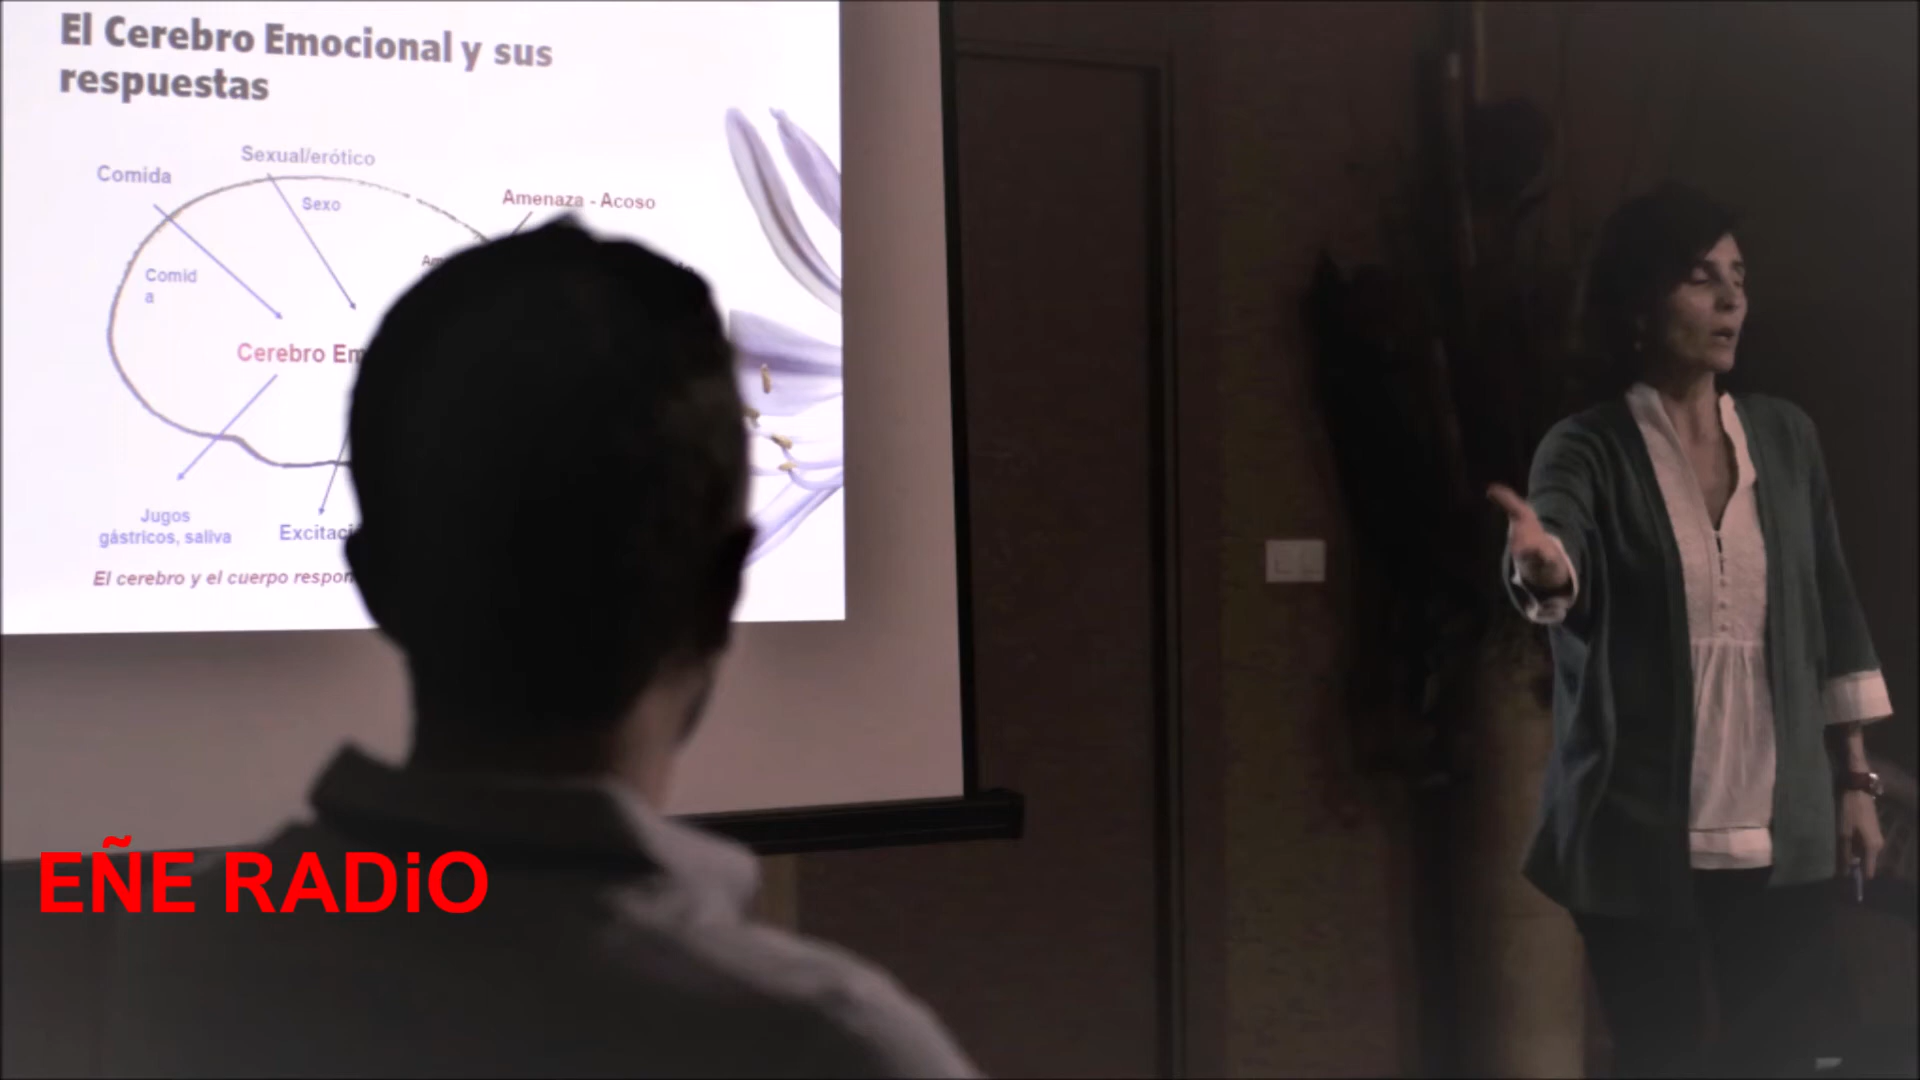 El Cerebro Emocional y sus
respuestas
Sexual/erótico
Comida
Amenaza - Acoso
Sexo
Comid
a
Cerebro Em
Jugos
gástricos, saliva
Excitaci
El cerebro y el cuerpo respon
EÑE RADiO